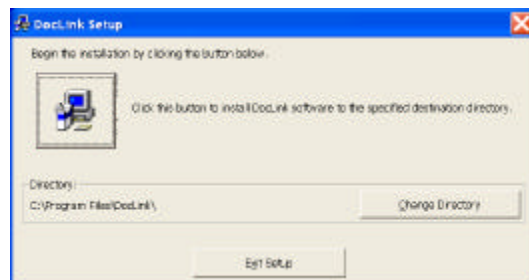 DocLink Setup
Begin the installation by clicking the button below.
Click this button to install DocLink software to the specified destination directory.
Directory:
C:\Program Files\DocLink\
Change Directory
Exit Setup